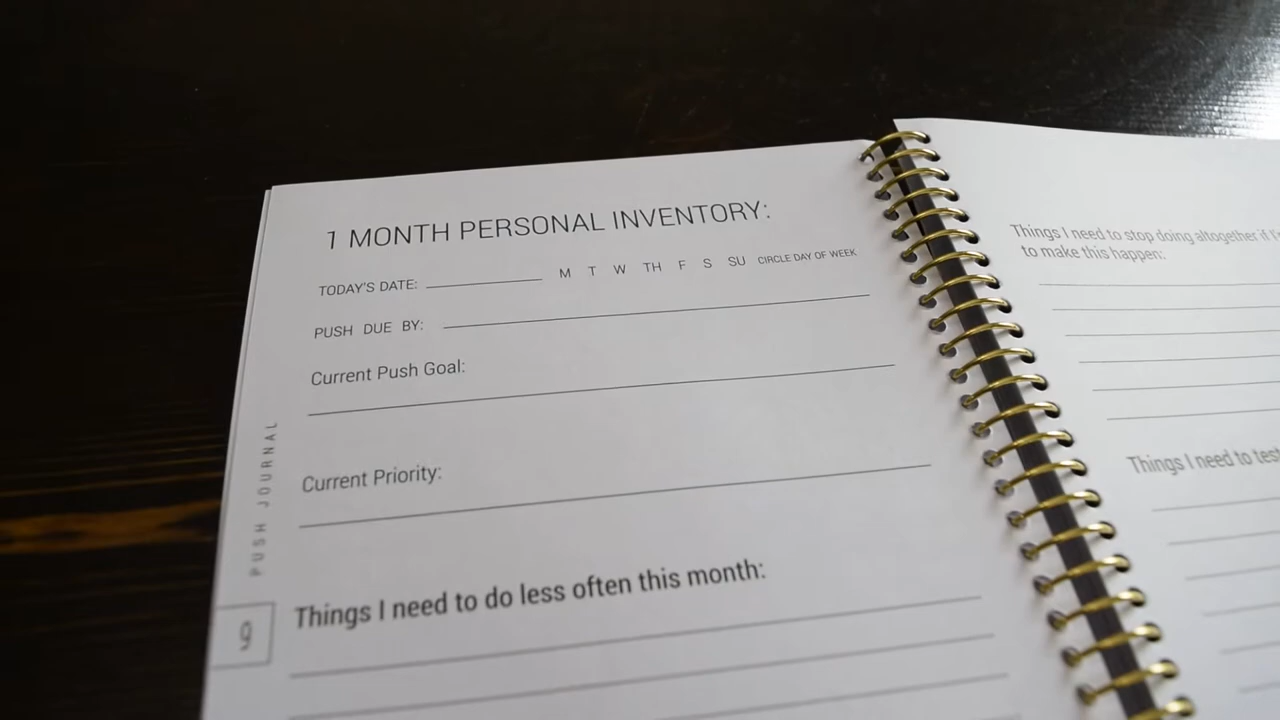 1 MONTH PERSONAL INVENTORY:
TODAY'S DATE: M T W TH F S SU CIRCLE DAY OF WEEK
PUSH DUE BY:
Current Push Goal:
Current Priority:
Things I need to do less often this month:
PUSH JOURNAL
9
Things I need to stop doing altogether if I'm
to make this happen:
Things I need to test